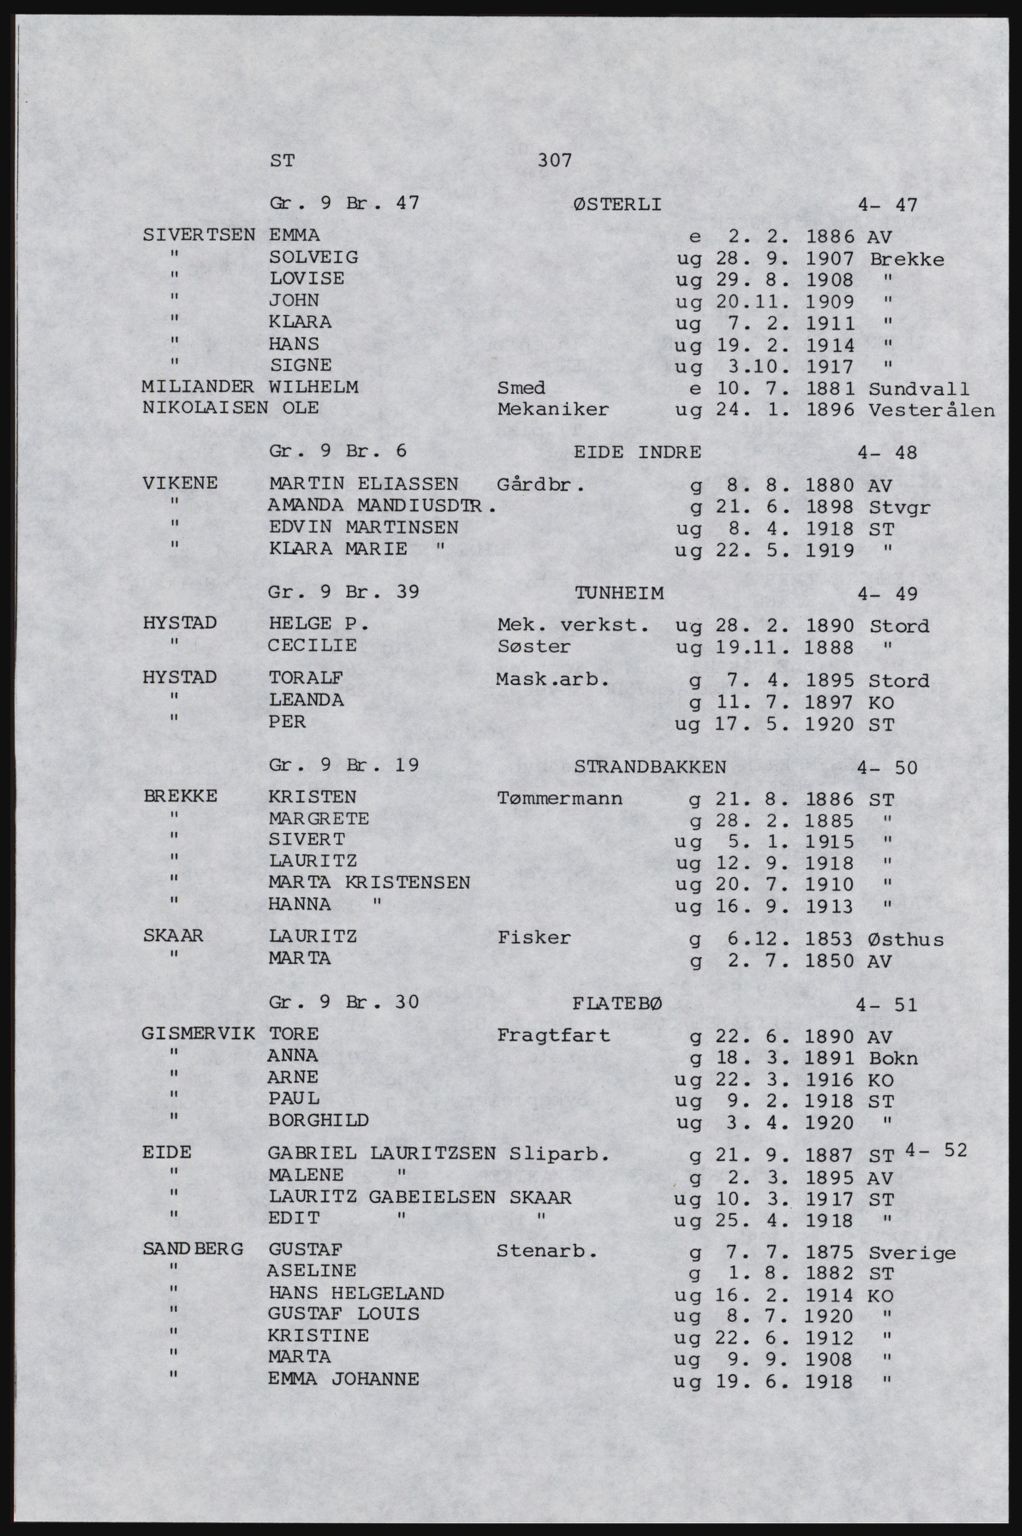 ST 307
Gr. 9 Br. 47 ØSTERLI 4- 47
SIVERTSEN EMMA e 2. 2. 1886 AV
" SOLVEIG ug 28. 9. 1907 Brekke
" LOVISE ug 29. 8. 1908 "
" JOHN ug 20.11. 1909 "
" KLARA ug 7. 2. 1911 "
" HANS ug 19. 2. 1914 "
" SIGNE ug 3.10. 1917 "
MILIANDER WILHELM Smed e 10. 7. 1881 Sundvall
NIKOLAISEN OLE Mekaniker ug 24. 1. 1896 Vesterålen
Gr. 9 Br. 6 EIDE INDRE 4- 48
VIKENE MARTIN ELIASSEN Gårdbr. g 8. 8. 1880 AV
" AMANDA MANDIUSDTR. g 21. 6. 1898 Stvgr
" EDVIN MARTINSEN ug 8. 4. 1918 ST
" KLARA MARIE " ug 22. 5. 1919 "
Gr. 9 Br. 39 TUNHEIM 4- 49
HYSTAD HELGE P. Mek. verkst. ug 28. 2. 1890 Stord
" CECILIE Søster ug 19.11. 1888 "
HYSTAD TORALF Mask.arb. g 7. 4. 1895 Stord
" LEANDA g 11. 7. 1897 KO
" PER ug 17. 5. 1920 ST
Gr. 9 Br. 19 STRANDBAKKEN 4- 50
BREKKE KRISTEN Tømmermann g 21. 8. 1886 ST
" MARGRETE g 28. 2. 1885 "
" SIVERT ug 5. 1. 1915 "
" LAURITZ ug 12. 9. 1918 "
" MARTA KRISTENSEN ug 20. 7. 1910 "
" HANNA " ug 16. 9. 1913 "
SKAAR LAURITZ Fisker g 6.12. 1853 Østhus
" MARTA g 2. 7. 1850 AV
Gr. 9 Br. 30 FLATEBØ 4- 51
GISMERVIK TORE Fragtfart g 22. 6. 1890 AV
" ANNA g 18. 3. 1891 Bokn
" ARNE ug 22. 3. 1916 KO
" PAUL ug 9. 2. 1918 ST
" BORGHILD ug 3. 4. 1920 "
EIDE GABRIEL LAURITZSEN Sliparb. g 21. 9. 1887 ST 4- 52
" MALENE " g 2. 3. 1895 AV
" LAURITZ GABEIELSEN SKAAR ug 10. 3. 1917 ST
" EDIT " " ug 25. 4. 1918 "
SANDBERG GUSTAF Stenarb. g 7. 7. 1875 Sverige
" ASELINE g 1. 8. 1882 ST
" HANS HELGELAND ug 16. 2. 1914 KO
" GUSTAF LOUIS ug 8. 7. 1920 "
" KRISTINE ug 22. 6. 1912 "
" MARTA ug 9. 9. 1908 "
" EMMA JOHANNE ug 19. 6. 1918 "